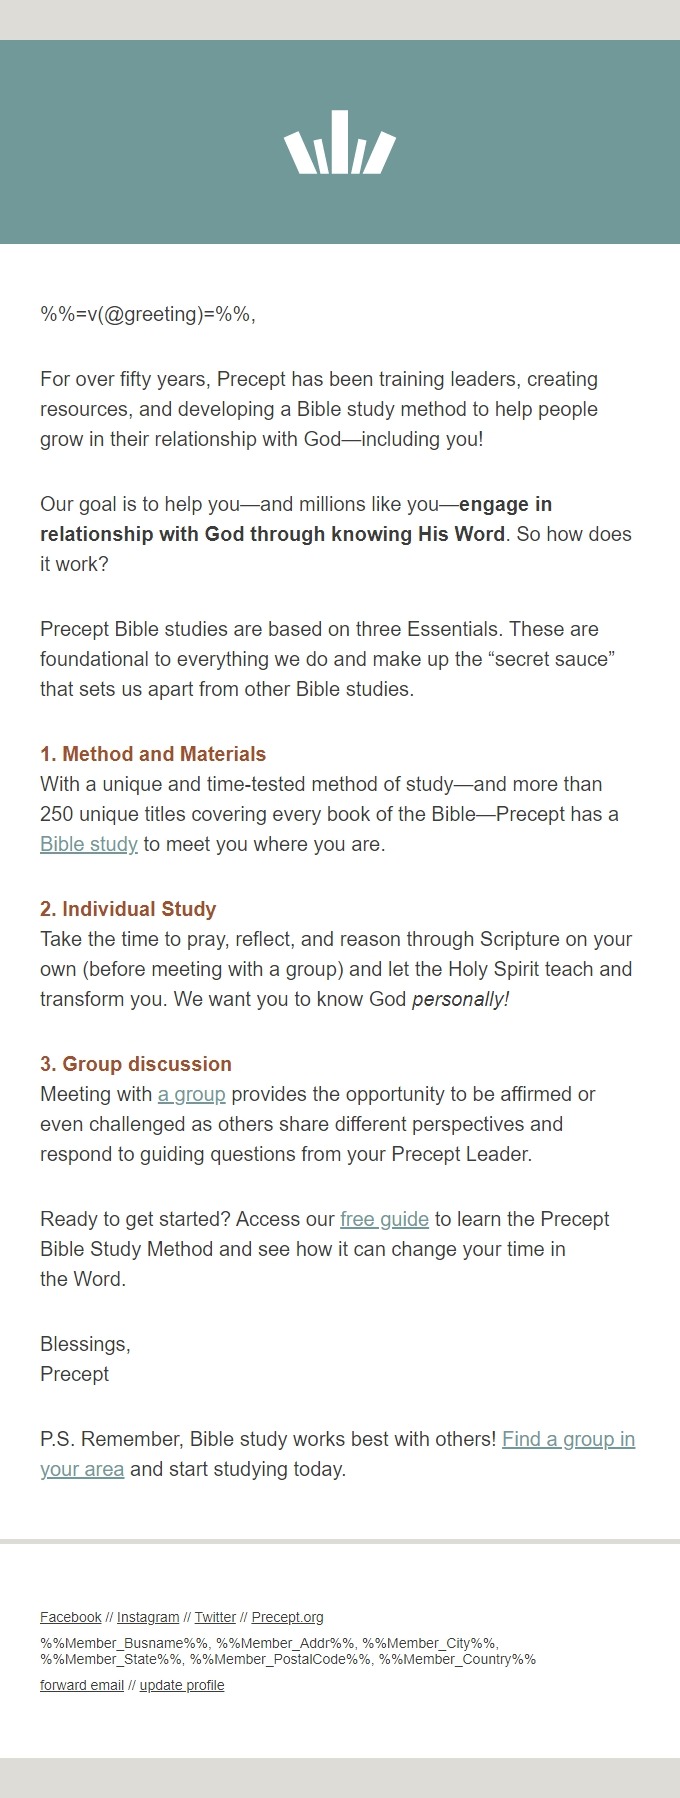 %%=v(@greeting)=%%,
For over fifty years, Precept has been training leaders, creating
resources, and developing a Bible study method to help people
grow in their relationship with God—including you!
Our goal is to help you—and millions like you—engage in
relationship with God through knowing His Word. So how does
it work?
Precept Bible studies are based on three Essentials. These are
foundational to everything we do and make up the “secret sauce”
that sets us apart from other Bible studies.
1. Method and Materials
With a unique and time-tested method of study—and more than
250 unique titles covering every book of the Bible—Precept has a
Bible study to meet you where you are.
2. Individual Study
Take the time to pray, reflect, and reason through Scripture on your
own (before meeting with a group) and let the Holy Spirit teach and
transform you. We want you to know God personally!
3. Group discussion
Meeting with a group provides the opportunity to be affirmed or
even challenged as others share different perspectives and
respond to guiding questions from your Precept Leader.
Ready to get started? Access our free guide to learn the Precept
Bible Study Method and see how it can change your time in
the Word.
Blessings,
Precept
P.S. Remember, Bible study works best with others! Find a group in
your area and start studying today.
Facebook // Instagram // Twitter // Precept.org
%%Member_Busname%%, %%Member_Addr%%, %%Member_City%%,
%%Member_State%%, %%Member_PostalCode%%, %%Member_Country%%
forward email // update profile